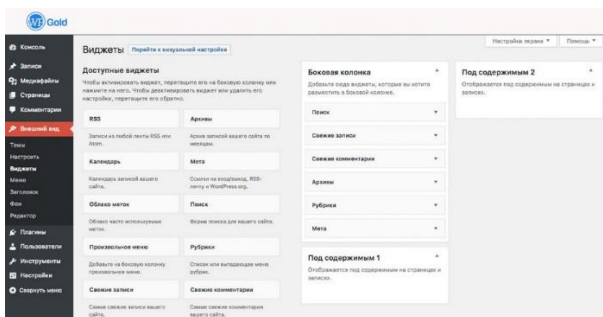 WP Gold
Настройки экрана
Помощь
Консоль
Записи
Медиафайлы
Страницы
Комментарии
Внешний вид
Темы
Настроить
Виджеты
Меню
Заголовок
Фон
Редактор
Плагины
Пользователи
Инструменты
Настройки
Свернуть меню
Виджеты Перейти к визуальной настройке
Доступные виджеты
Чтобы активировать виджет, перетащите его на боковую колонку или
нажмите на него. Чтобы деактивировать виджет или удалить его
настройки, перетащите его обратно.
RSS
Записи из любой ленты RSS или
Atom.
Архивы
Архив записей вашего сайта по
месяцам.
Календарь
Календарь записей вашего
сайта.
Мета
Ссылки на вход/выход, RSS-
ленту и WordPress.org.
Облако меток
Облако часто используемых
меток.
Поиск
Форма поиска для вашего сайта.
Произвольное меню
Добавьте на боковую колонку
произвольное меню.
Рубрики
Список или выпадающее меню
рубрик.
Свежие записи
Самые свежие записи вашего
сайта.
Свежие комментарии
Самые свежие комментарии
вашего сайта.
Боковая колонка
Добавьте сюда виджеты, которые вы хотите
разместить в боковой колонке.
Поиск
Свежие записи
Свежие комментарии
Архивы
Рубрики
Мета
Под содержимым 1
Отображается под содержимым на страницах и
записях.
Под содержимым 2
Отображается под содержимым на страницах и
записях.